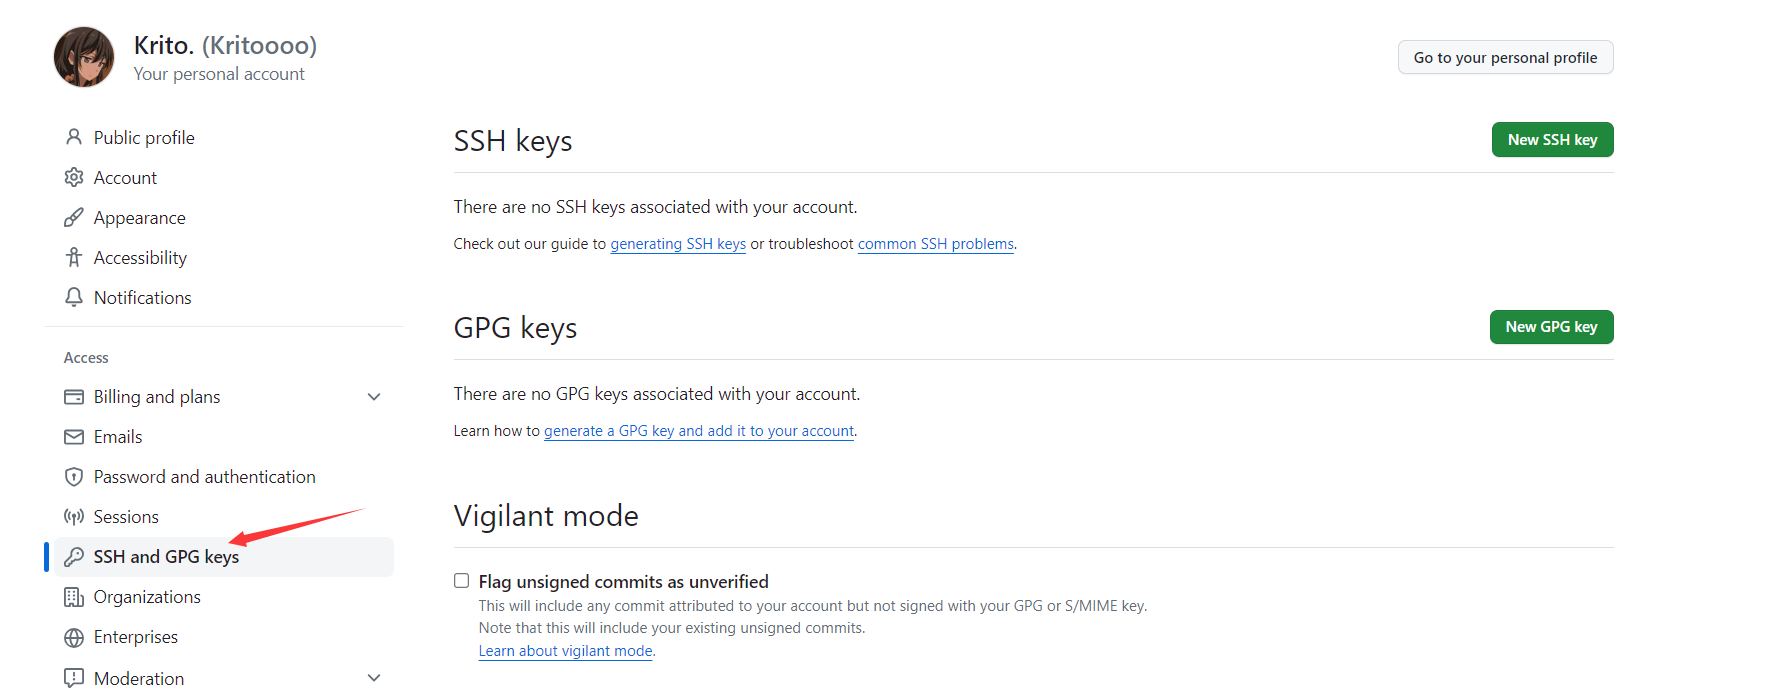 Krito. (Kritoooo)
Your personal account
Go to your personal profile
Public profile
Account
Appearance
Accessibility
Notifications
Access
Billing and plans
Emails
Password and authentication
Sessions
SSH and GPG keys
Organizations
Enterprises
Moderation
SSH keys
New SSH key
There are no SSH keys associated with your account.
Check out our guide to generating SSH keys or troubleshoot common SSH problems.
GPG keys
New GPG key
There are no GPG keys associated with your account.
Learn how to generate a GPG key and add it to your account.
Vigilant mode
Flag unsigned commits as unverified
This will include any commit attributed to your account but not signed with your GPG or S/MIME key.
Note that this will include your existing unsigned commits.
Learn about vigilant mode.